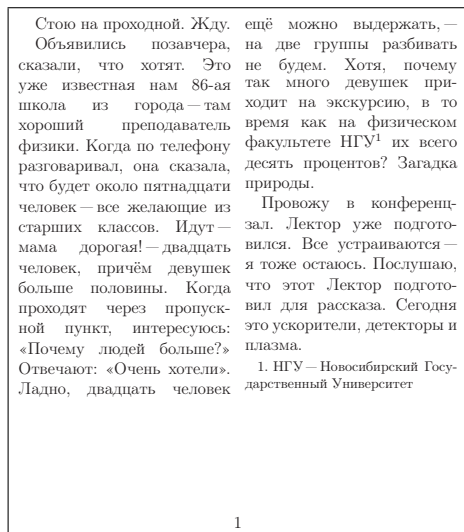 Стою на проходной. Жду.
Объявились позавчера,
сказали, что хотят. Это
уже известная нам 86-ая
школа из города — там
хороший преподаватель
физики. Когда по телефону
разговаривал, она сказала,
что будет около пятнадцати
человек — все желающие из
старших классов. Идут —
мама дорогая! — двадцать
человек, причём девушек
больше половины. Когда
проходят через пропуск-
ной пункт, интересуюсь:
«Почему людей больше?»
Отвечают: «Очень хотели».
Ладно, двадцать человек
ещё можно выдержать, —
на две группы разбивать
не будем. Хотя, почему
так много девушек при-
ходит на экскурсию, в то
время как на физическом
факультете НГУ¹ их всего
десять процентов? Загадка
природы.
Провожу в конференц-
зал. Лектор уже подгото-
вился. Все устраиваются —
я тоже остаюсь. Послушаю,
что этот Лектор подгото-
вил для рассказа. Сегодня
это ускорители, детекторы и
плазма.
1. НГУ — Новосибирский Госу-
дарственный Университет
1